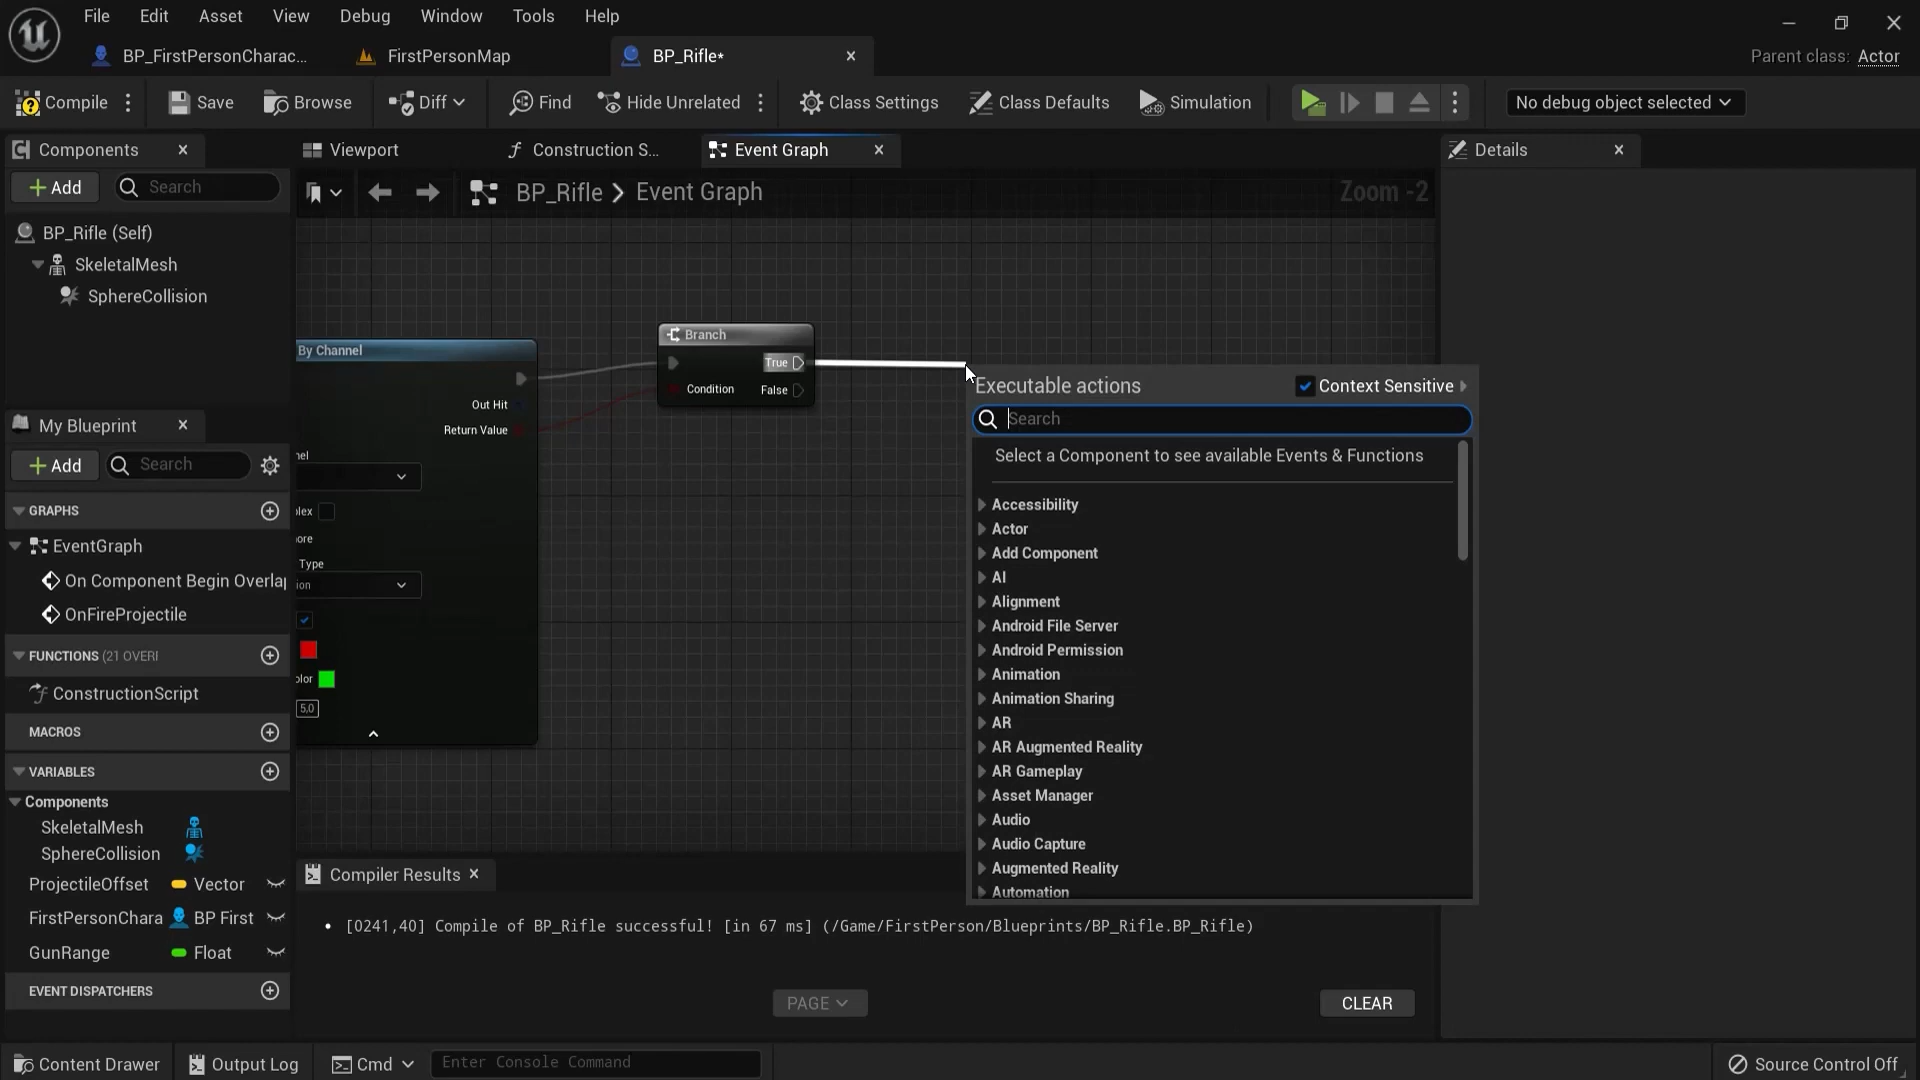 File Edit Asset View Debug Window Tools Help
BP_FirstPersonCharac... FirstPersonMap BP_Rifle*
Parent class: Actor
Compile Save Browse Diff Find Hide Unrelated Class Settings Class Defaults Simulation No debug object selected
Components
Viewport Construction S... Event Graph Details
Add Search
BP_Rifle > Event Graph Zoom -2
BP_Rifle (Self)
SkeletalMesh
SphereCollision
By Channel
Out Hit
Return Value
nel
lex
ore
Type
ion
olor
5,0
Branch
True
Condition False
Executable actions Context Sensitive
Search
Select a Component to see available Events & Functions
Accessibility
Actor
Add Component
AI
Alignment
Android File Server
Android Permission
Animation
Animation Sharing
AR
AR Augmented Reality
AR Gameplay
Asset Manager
Audio
Audio Capture
Augmented Reality
Automation
My Blueprint
Add Search
GRAPHS
EventGraph
On Component Begin Overlap
OnFireProjectile
FUNCTIONS (21 OVERI
ConstructionScript
MACROS
VARIABLES
Components
SkeletalMesh
SphereCollision
ProjectileOffset Vector
FirstPersonChara BP First
GunRange Float
EVENT DISPATCHERS
Compiler Results
• [0241,40] Compile of BP_Rifle successful! [in 67 ms] (/Game/FirstPerson/Blueprints/BP_Rifle.BP_Rifle)
PAGE CLEAR
Content Drawer Output Log Cmd Enter Console Command Source Control Off